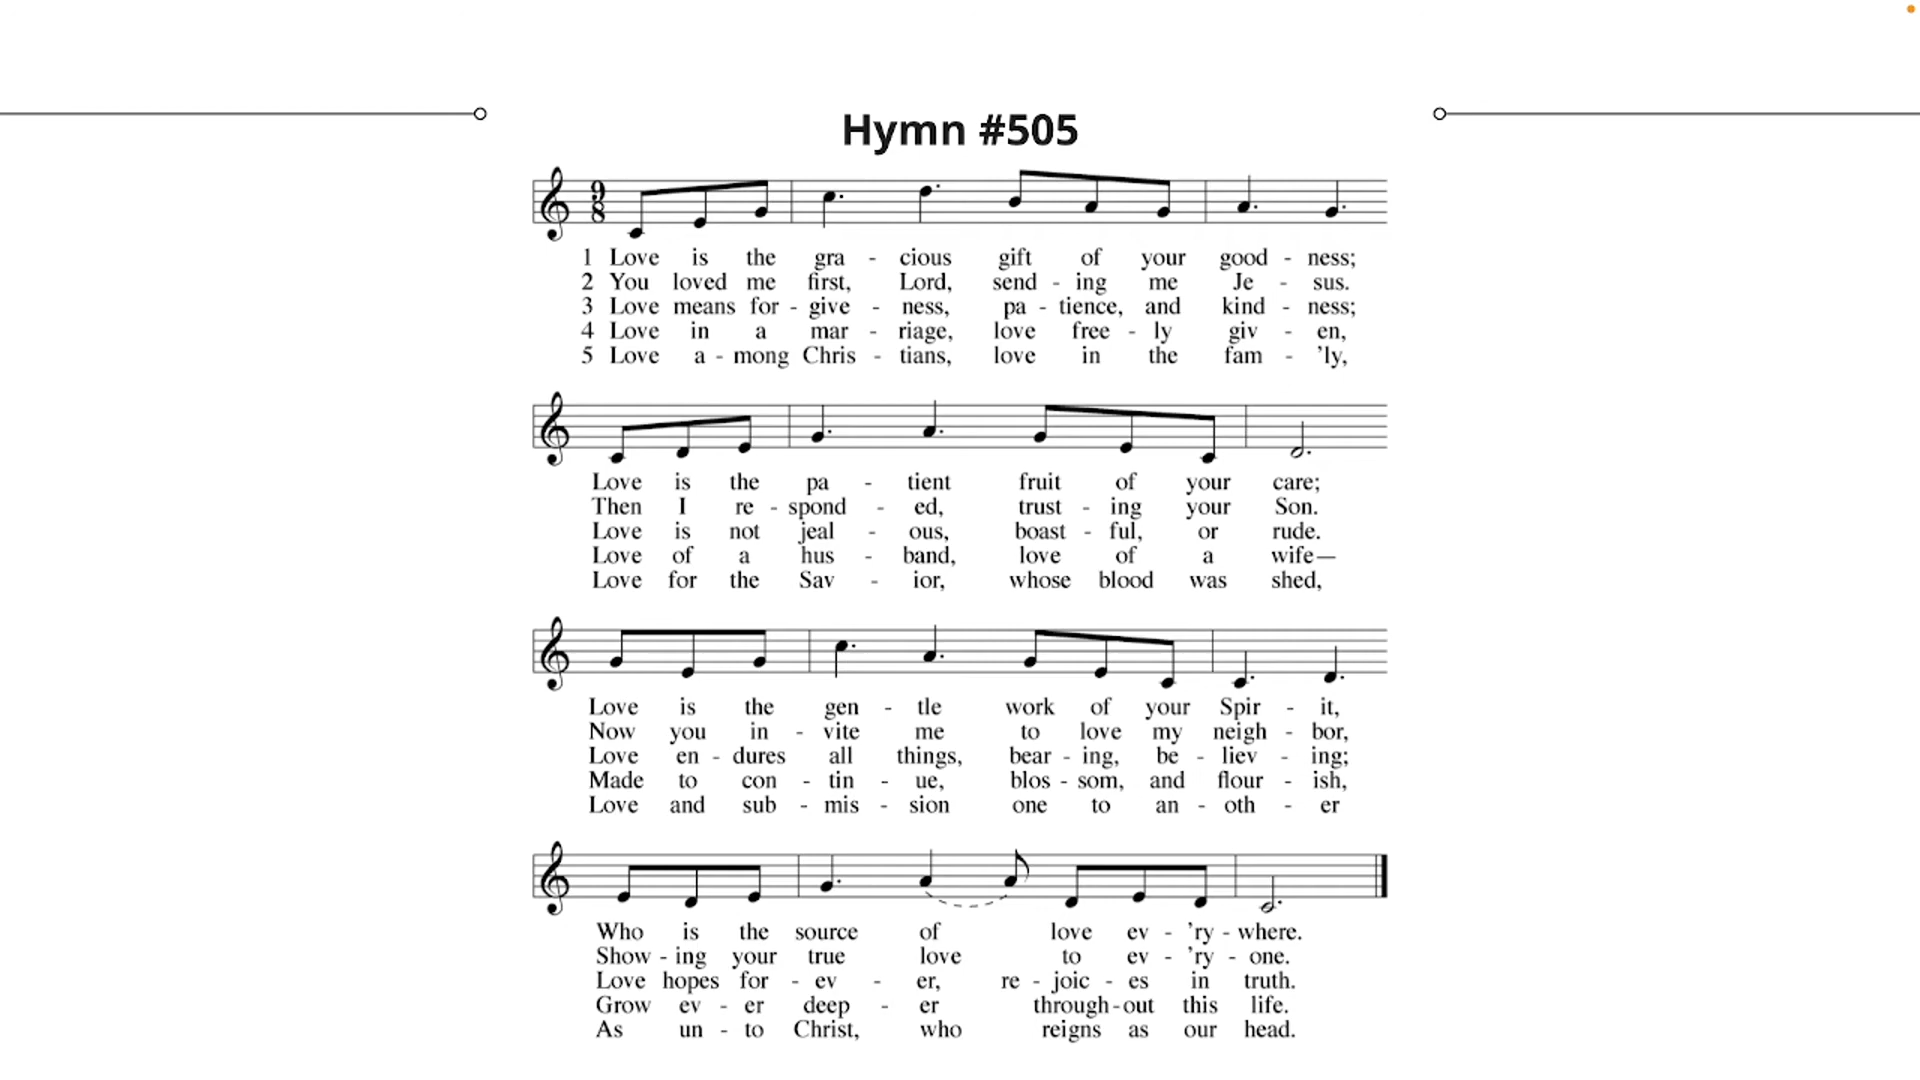 Hymn #505
9
8
1 Love is the gra - cious gift of your good - ness;
2 You loved me first, Lord, send - ing me Je - sus.
3 Love means for - give - ness, pa - tience, and kind - ness;
4 Love in a mar - riage, love free - ly giv - en,
5 Love a - mong Chris - tians, love in the fam - 'ly,
Love is the pa - tient fruit of your care;
Then I re - spond - ed, trust - ing your Son.
Love is not jeal - ous, boast - ful, or rude.
Love of a hus - band, love of a wife—
Love for the Sav - ior, whose blood was shed,
Love is the gen - tle work of your Spir - it,
Now you in - vite me to love my neigh - bor,
Love en - dures all things, bear - ing, be - liev - ing;
Made to con - tin - ue, blos - som, and flour - ish,
Love and sub - mis - sion one to an - oth - er
Who is the source of love ev - 'ry - where.
Show - ing your true love to ev - 'ry - one.
Love hopes for - ev - er, re - joic - es in truth.
Grow ev - er deep - er through - out this life.
As un - to Christ, who reigns as our head.